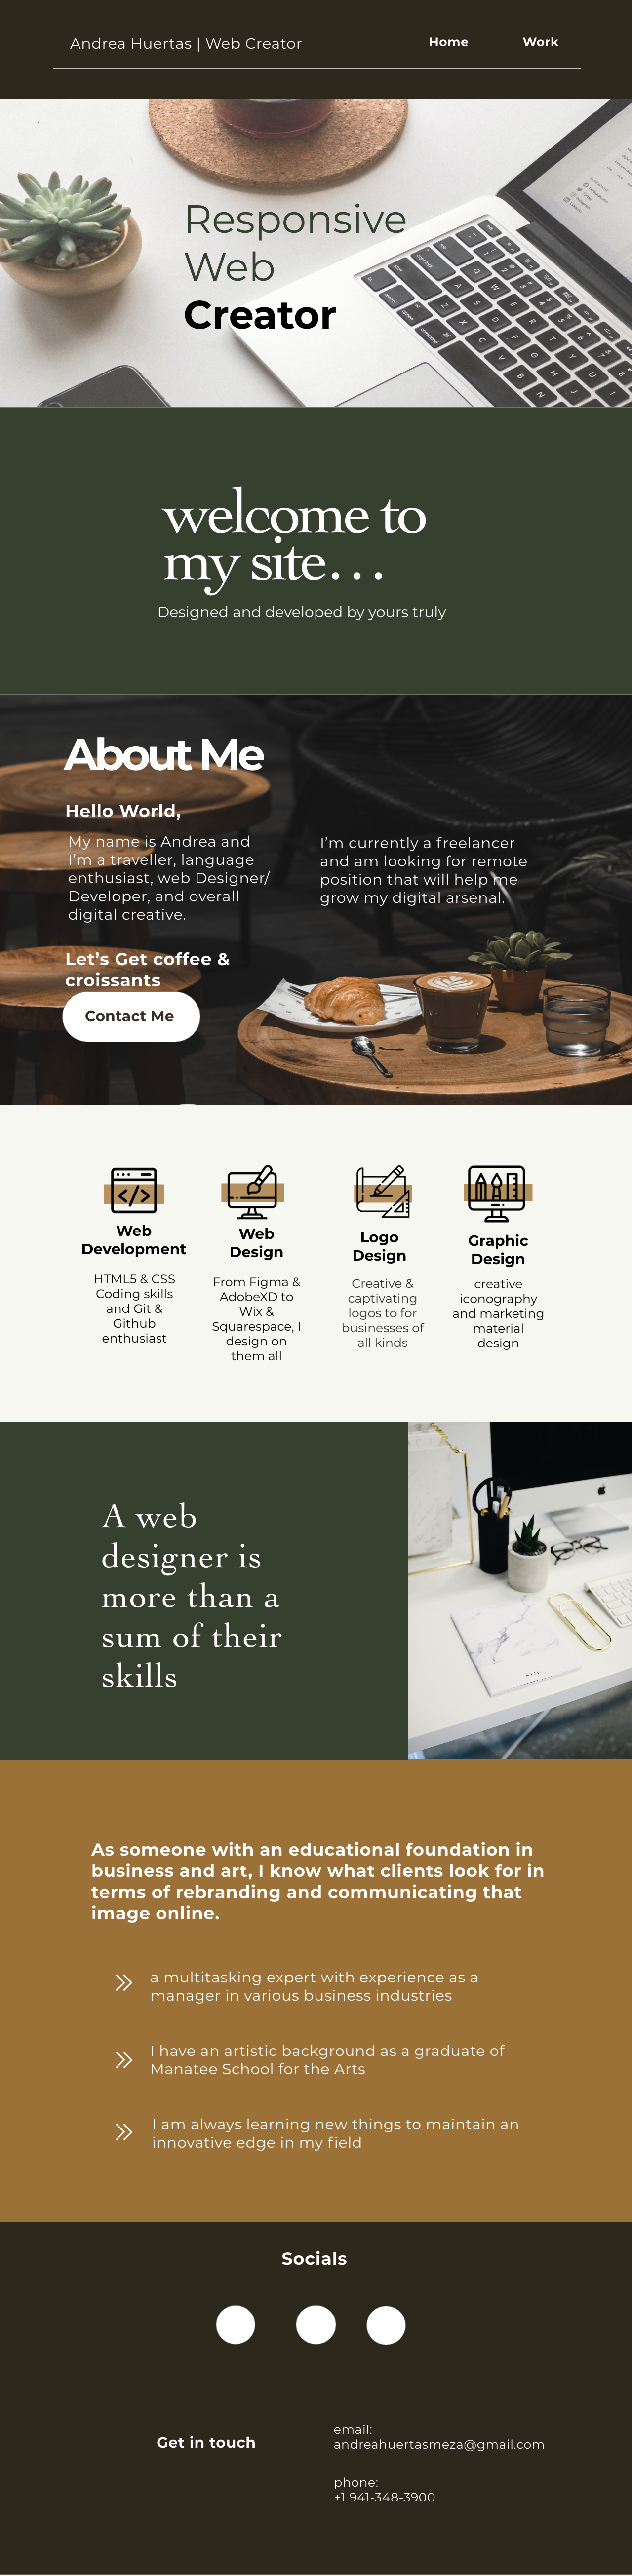 Andrea Huertas | Web Creator
Home
Work
Responsive
Web
Creator
welcome to
my site...
Designed and developed by yours truly
About Me
Hello World,
My name is Andrea and
I'm a traveller, language
enthusiast, web Designer/
Developer, and overall
digital creative.
I'm currently a freelancer
and am looking for remote
position that will help me
grow my digital arsenal.
Let's Get coffee &
croissants
Contact Me
Web
Development
HTML5 & CSS
Coding skills
and Git &
Github
enthusiast
Web
Design
From Figma &
AdobeXD to
Wix &
Squarespace, I
design on
them all
Logo
Design
Creative &
captivating
logos to for
businesses of
all kinds
Graphic
Design
creative
iconography
and marketing
material
design
A web
designer is
more than a
sum of their
skills
As someone with an educational foundation in
business and art, I know what clients look for in
terms of rebranding and communicating that
image online.
a multitasking expert with experience as a
manager in various business industries
I have an artistic background as a graduate of
Manatee School for the Arts
I am always learning new things to maintain an
innovative edge in my field
Socials
Get in touch
email:
andreahuertasmeza@gmail.com
phone:
+1 941-348-3900